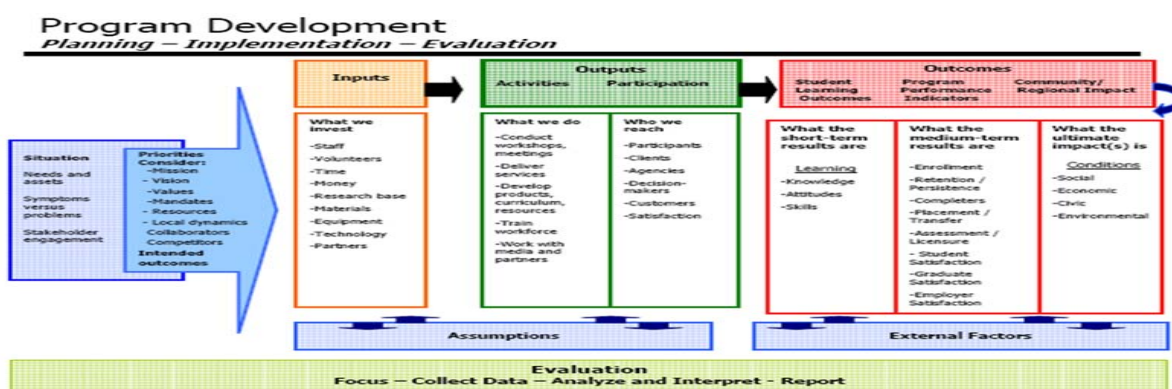 Program Development
Planning – Implementation – Evaluation
Situation
Needs and
assets
Symptoms
versus
problems
Stakeholder
engagement
Priorities
Consider:
-Mission
- Vision
-Values
-Mandates
- Resources
- Local dynamics
Collaborators
Competitors
Intended
outcomes
Inputs
What we
invest
-Staff
-Volunteers
-Time
-Money
-Research base
-Materials
-Equipment
-Technology
-Partners
Outputs
Activities Participation
What we do
-Conduct
workshops,
meetings
-Deliver
services
-Develop
products,
curriculum,
resources
-Train
workforce
-Work with
media and
partners
Who we
reach
-Participants
-Clients
-Agencies
-Decision-
makers
-Customers
-Satisfaction
Outcomes
Student
Learning
Outcomes
Program
Performance
Indicators
Community/
Regional Impact
What the
short-term
results are
Learning
-Knowledge
-Attitudes
-Skills
What the
medium-term
results are
-Enrollment
-Retention /
Persistence
-Completers
-Placement /
Transfer
-Assessment /
Licensure
- Student
Satisfaction
-Graduate
Satisfaction
-Employer
Satisfaction
What the
ultimate
impact(s) is
Conditions
-Social
-Economic
-Civic
-Environmental
Assumptions
External Factors
Evaluation
Focus – Collect Data – Analyze and Interpret - Report